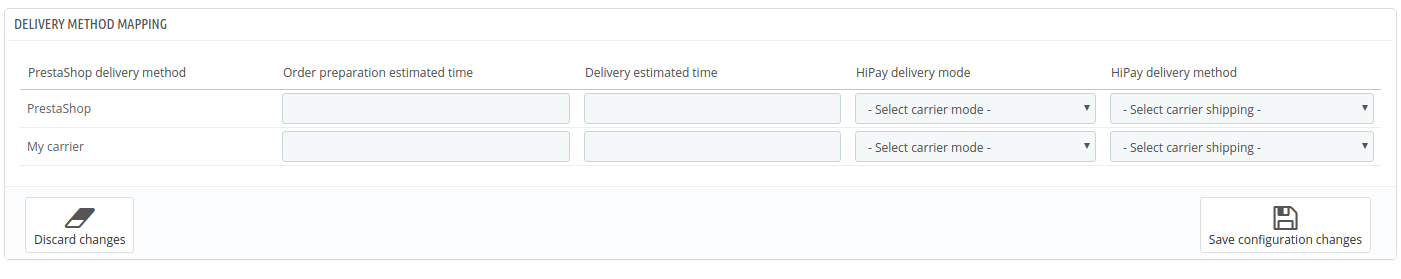 DELIVERY METHOD MAPPING
PrestaShop delivery method Order preparation estimated time Delivery estimated time HiPay delivery mode HiPay delivery method
PrestaShop - Select carrier mode - - Select carrier shipping -
My carrier - Select carrier mode - - Select carrier shipping -
Discard changes Save configuration changes